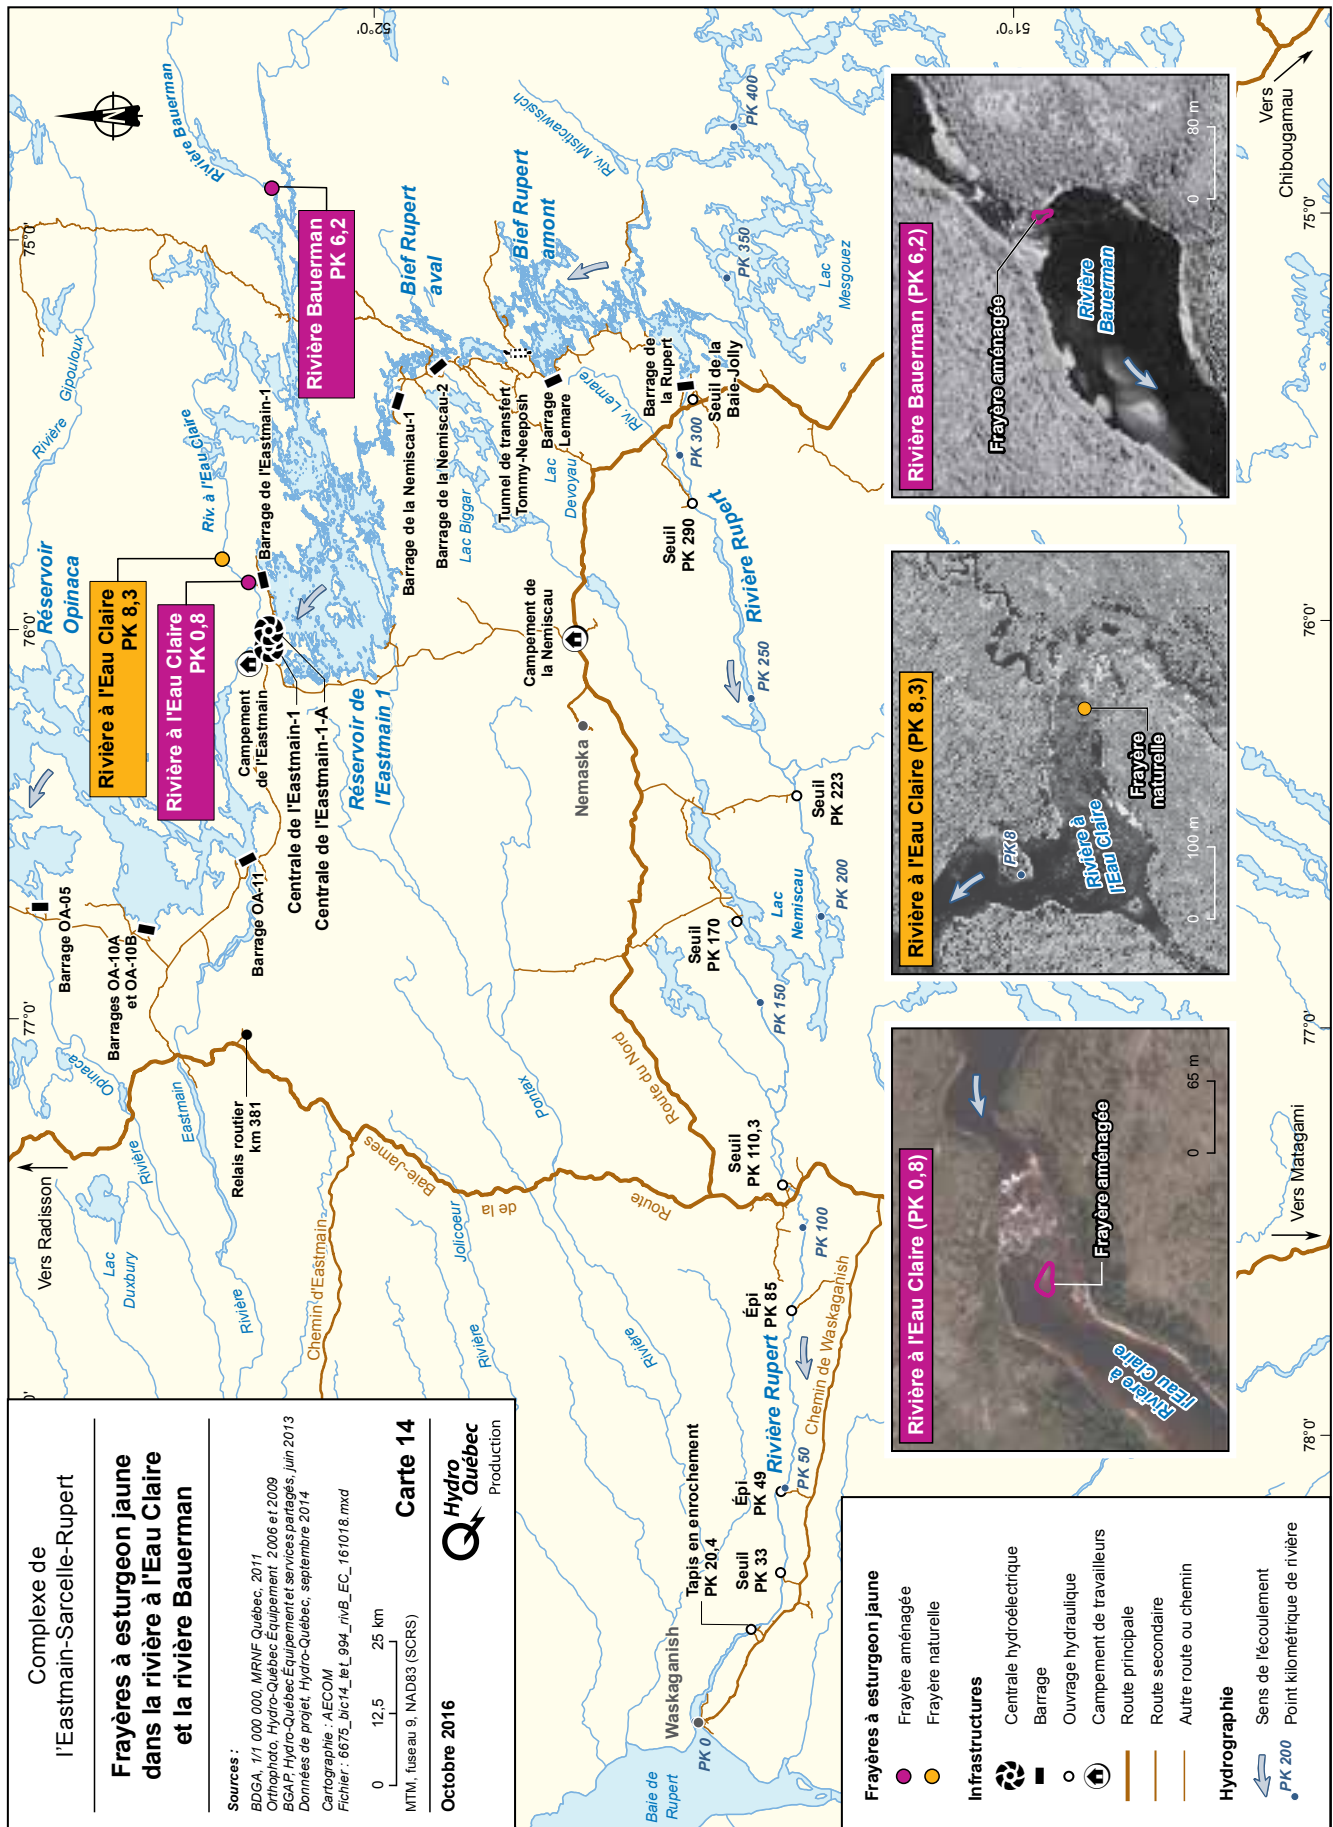 Complexe de
l'Eastmain-Sarcelle-Rupert
Frayères à esturgeon jaune
dans la rivière à l'Eau Claire
et la rivière Bauerman
Sources :
BDGA, 1/1 000 000, MRNF Québec, 2011
Orthophoto, Hydro-Québec Équipement 2006 et 2009
BGAP, Hydro-Québec Équipement et services partagés, juin 2013
Données de projet, Hydro-Québec, septembre 2014
Cartographie : AECOM
Fichier : 6675_bic14_tet_994_rivB_EC_161018.mxd
0 12,5 25 km
MTM, fuseau 9, NAD83 (SCRS)
Carte 14
Octobre 2016
Hydro
Québec
Production
Vers Radisson
77°0'
76°0'
75°0'
52°0'
51°0'
78°0'
77°0'
76°0'
75°0'
0'
Lac
Duxbury
Rivière
Opinaca
Rivière
Eastmain
Barrage OA-05
Barrages OA-10A
et OA-10B
Barrage OA-11
Relais routier
km 381
Chemin d'Eastmain
Route
de la
Baie-James
Rivière
Jolicoeur
Rivière
Pontax
Réservoir
Opinaca
Rivière à l'Eau Claire
PK 8,3
Rivière à l'Eau Claire
PK 0,8
Rivière Gipouloux
Riv. à l'Eau Claire
Barrage de l'Eastmain-1
Campement
de l'Eastmain
Centrale de l'Eastmain-1
Centrale de l'Eastmain-1-A
Réservoir de
l'Eastmain 1
Rivière Bauerman
Rivière Bauerman
PK 6,2
Bief Rupert
aval
Bief Rupert
amont
Riv. Misticawissich
Barrage de la Nemiscau-1
Barrage de la Nemiscau-2
Lac Biggar
Tunnel de transfert
Tommy-Neeposh
Barrage
Lemare
Lac
Devoyau
Riv. Lemare
Barrage de
la Rupert
Seuil de la
Baie-Jolly
Lac
Mesgouez
PK 400
PK 350
PK 300
Seuil
PK 290
Rivière Rupert
PK 250
Campement de
la Nemiscau
Nemaska
Seuil
PK 223
PK 200
Lac
Nemiscau
Seuil
PK 170
PK 150
Route du Nord
Seuil
PK 110,3
PK 100
Épi
PK 85
Rivière Rupert
Chemin de Waskaganish
Épi
PK 49
PK 50
Seuil
PK 33
Tapis en enrochement
PK 20,4
Waskaganish
PK 0
Baie de
Rupert
Vers Matagami
Vers
Chibougamau
Frayères à esturgeon jaune
Frayère aménagée
Frayère naturelle
Infrastructures
Centrale hydroélectrique
Barrage
Ouvrage hydraulique
Campement de travailleurs
Route principale
Route secondaire
Autre route ou chemin
Hydrographie
Sens de l'écoulement
PK 200 Point kilométrique de rivière
Rivière à l'Eau Claire (PK 0,8)
Frayère aménagée
Rivière à
l'Eau Claire
0 65 m
Rivière à l'Eau Claire (PK 8,3)
PK 8
Rivière à
l'Eau Claire
Frayère
naturelle
0 100 m
Rivière Bauerman (PK 6,2)
Frayère aménagée
Rivière
Bauerman
0 80 m
N